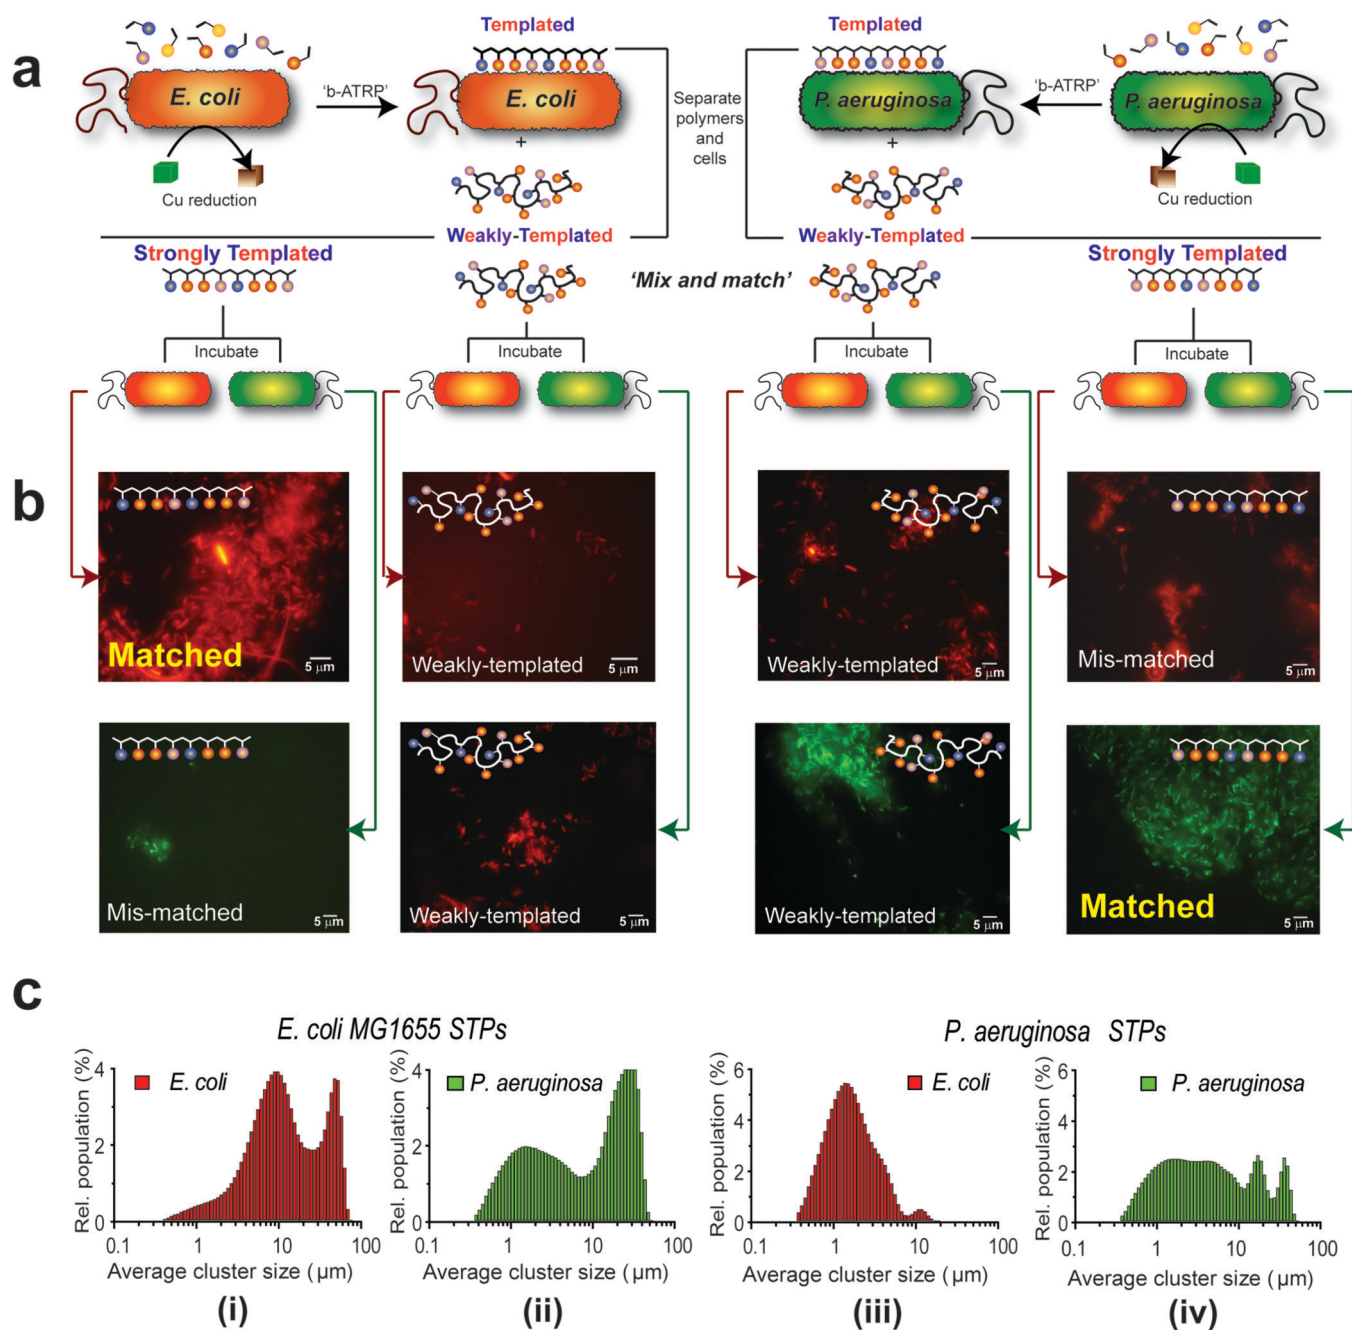 a
Templated
Templated
E. coli
'b-ATRP'
E. coli
Separate
polymers
and
cells
P. aeruginosa
'b-ATRP'
P. aeruginosa
+
+
Cu reduction
Cu reduction
Strongly Templated
Weakly-Templated
Weakly-Templated
Strongly Templated
'Mix and match'
Incubate
Incubate
Incubate
Incubate
b
Matched
5 μm
Weakly-templated
5 μm
Weakly-templated
5 μm
Mis-matched
5 μm
Mis-matched
5 μm
Weakly-templated
5 μm
Weakly-templated
5 μm
Matched
5 μm
c
E. coli MG1655 STPs
P. aeruginosa STPs
Rel. population (%)
4
2
0
E. coli
0.1
1
10
100
Average cluster size (μm)
(i)
Rel. population (%)
4
2
0
P. aeruginosa
0.1
1
10
100
Average cluster size (μm)
(ii)
Rel. population (%)
6
4
2
0
E. coli
0.1
1
10
100
Average cluster size (μm)
(iii)
Rel. population (%)
6
4
2
0
P. aeruginosa
0.1
1
10
100
Average cluster size (μm)
(iv)